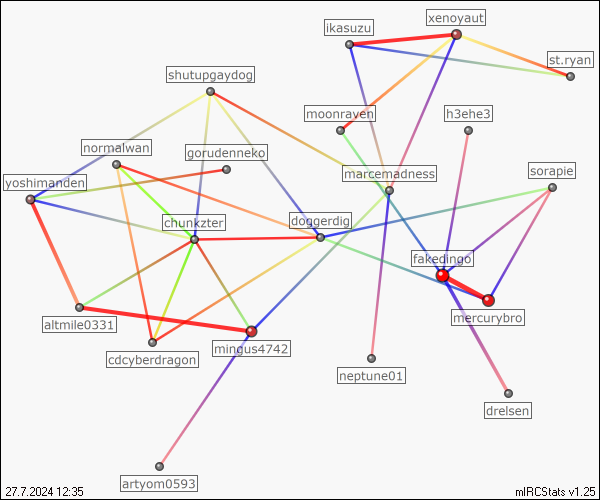 xenoyaut
ikasuzu
st.ryan
shutupgaydog
moonraven
h3ehe3
normalwan
gorudenneko
marcemadness
sorapie
yoshimanden
chunkzter
doggerdig
fakedingo
mercurybro
altmile0331
mingus4742
cdcyberdragon
neptune01
drelsen
artyom0593
27.7.2024 12:35
mIRCStats v1.25